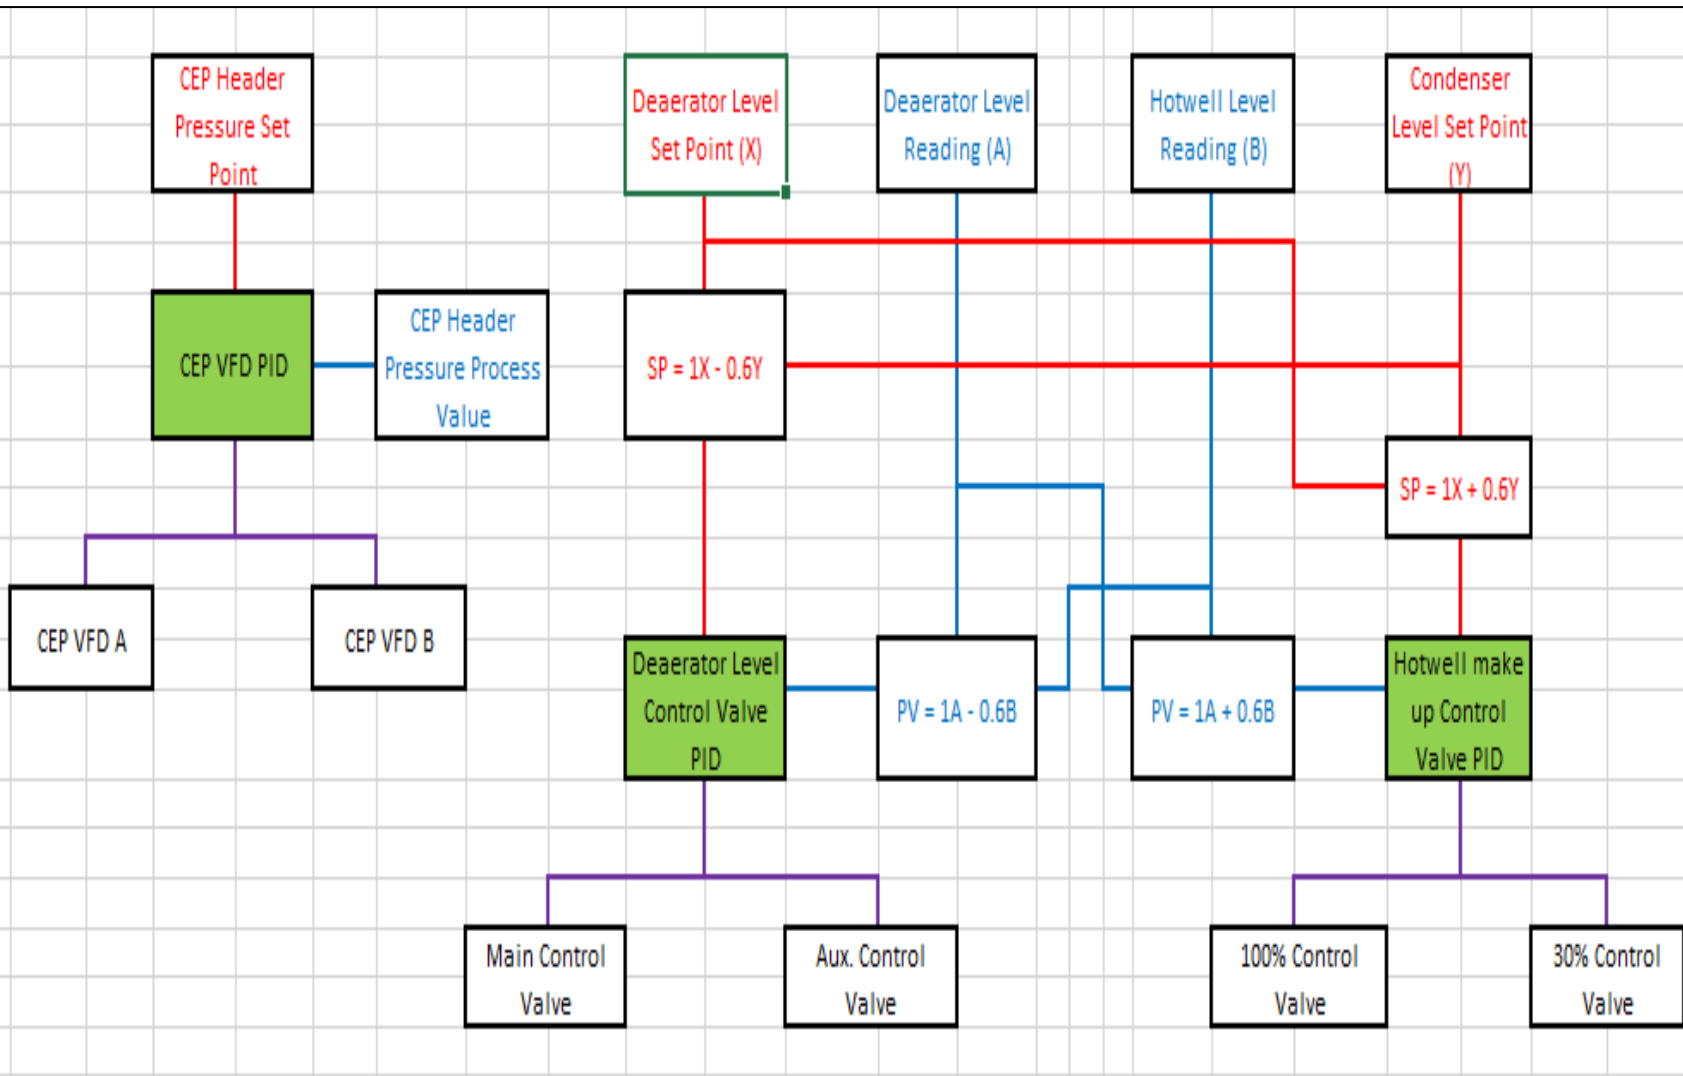 CEP Header
Pressure Set
Point
Deaerator Level
Set Point (X)
Deaerator Level
Reading (A)
Hotwell Level
Reading (B)
Condenser
Level Set Point
(Y)
CEP VFD PID
CEP Header
Pressure Process
Value
SP = 1X - 0.6Y
SP = 1X + 0.6Y
CEP VFD A
CEP VFD B
Deaerator Level
Control Valve
PID
PV = 1A - 0.6B
PV = 1A + 0.6B
Hotwell make
up Control
Valve PID
Main Control
Valve
Aux. Control
Valve
100% Control
Valve
30% Control
Valve